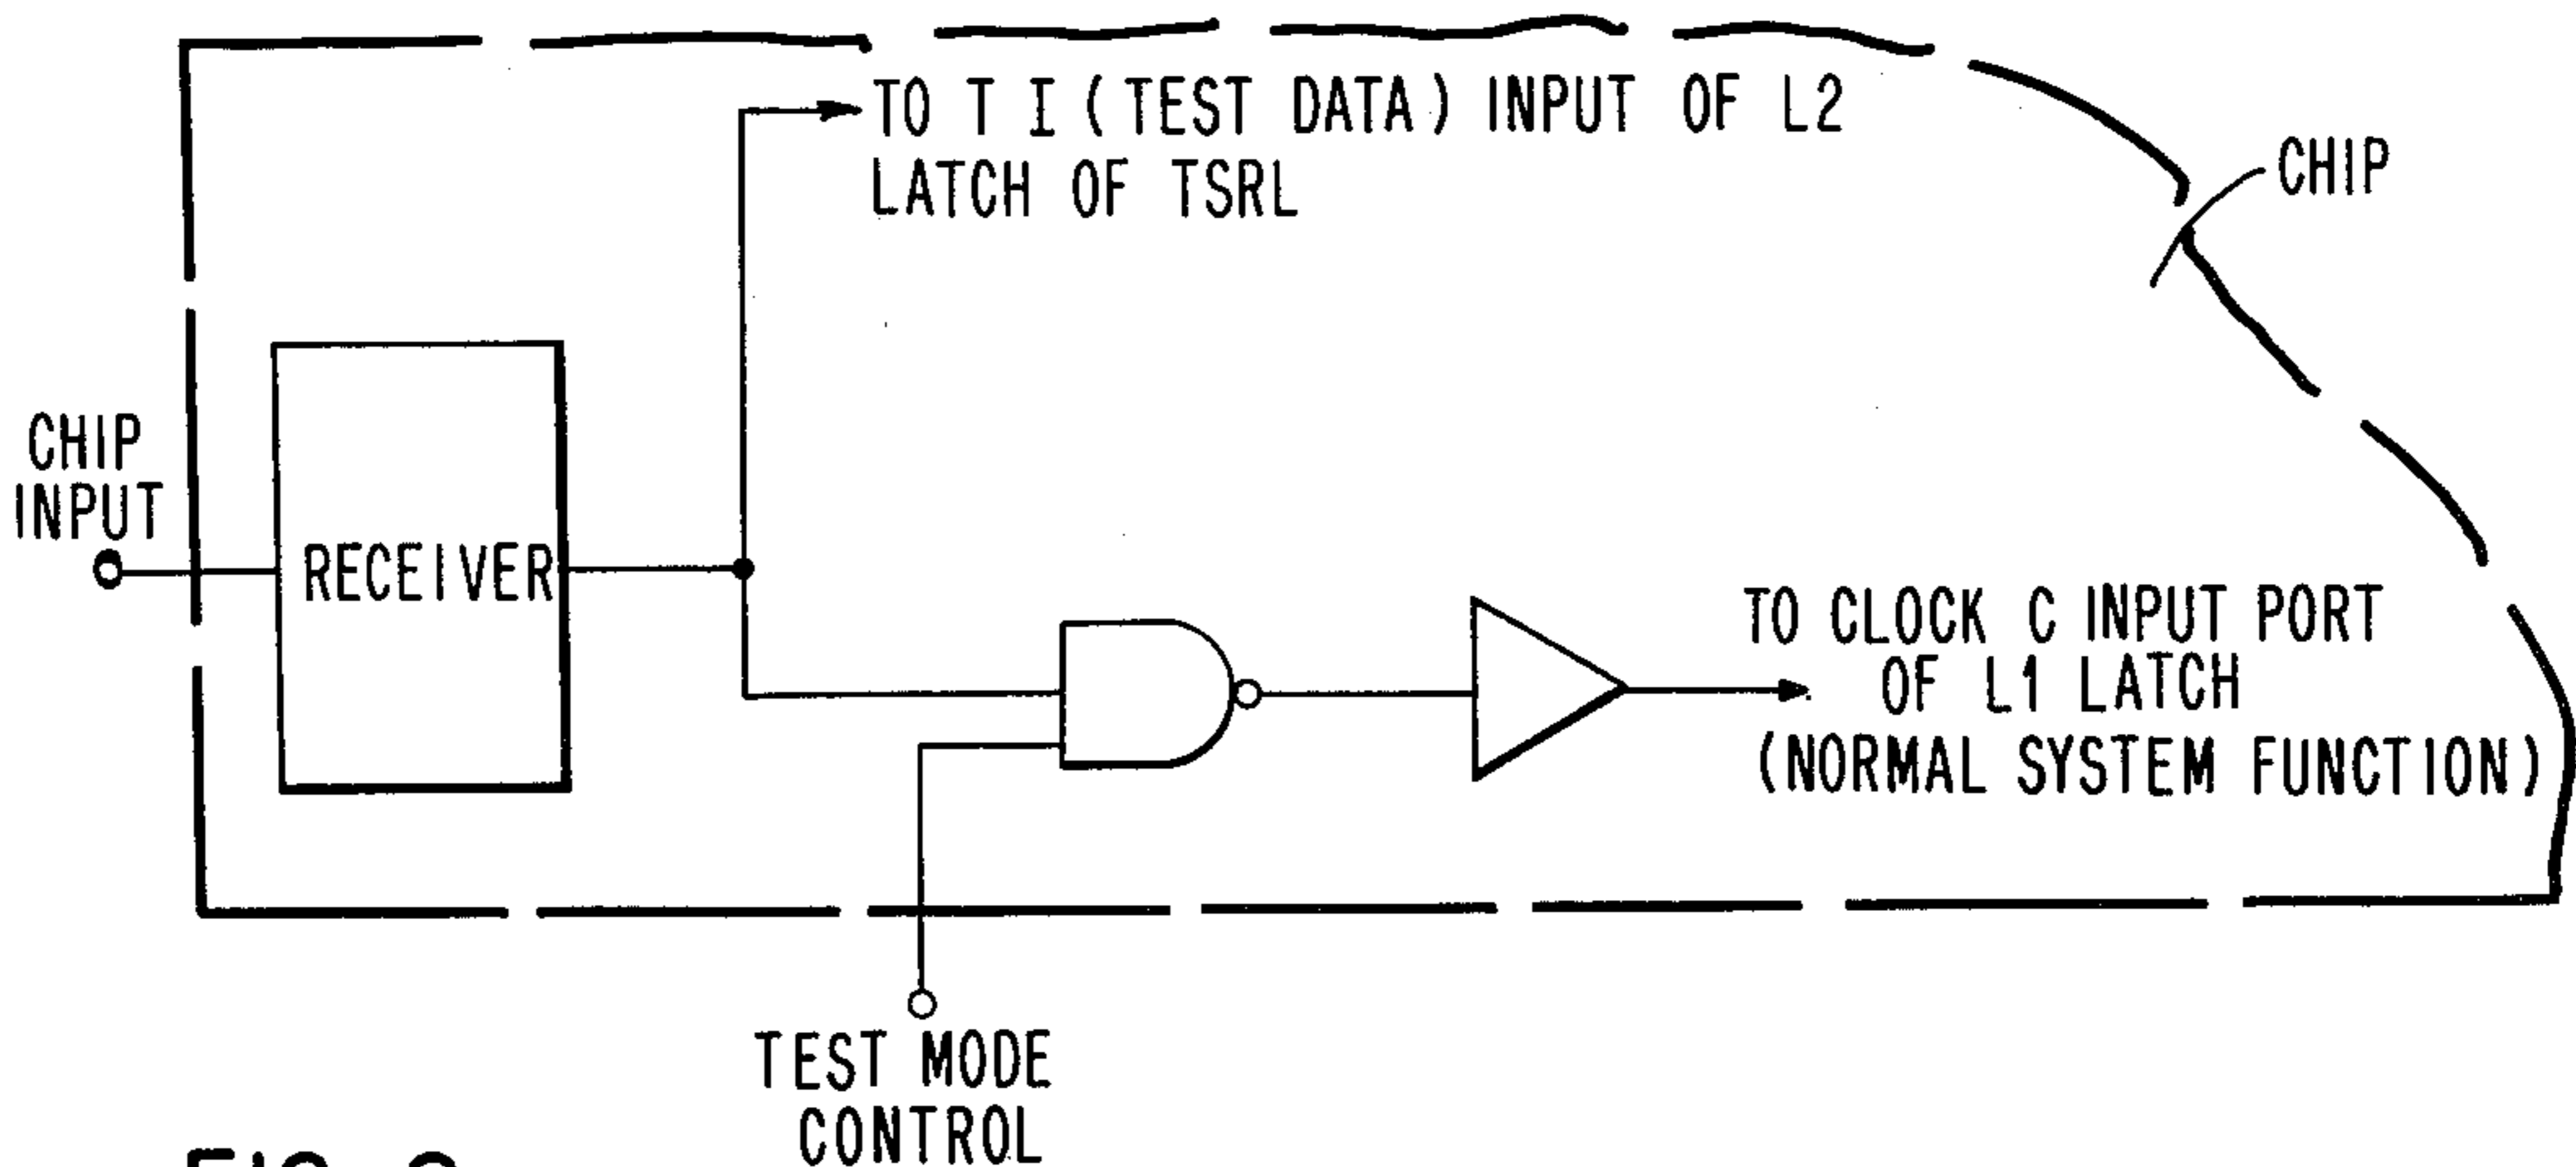 TO T I (TEST DATA) INPUT OF L2
LATCH OF TSRL
CHIP
CHIP
INPUT
RECEIVER
TO CLOCK C INPUT PORT
OF L1 LATCH
(NORMAL SYSTEM FUNCTION)
TEST MODE
CONTROL